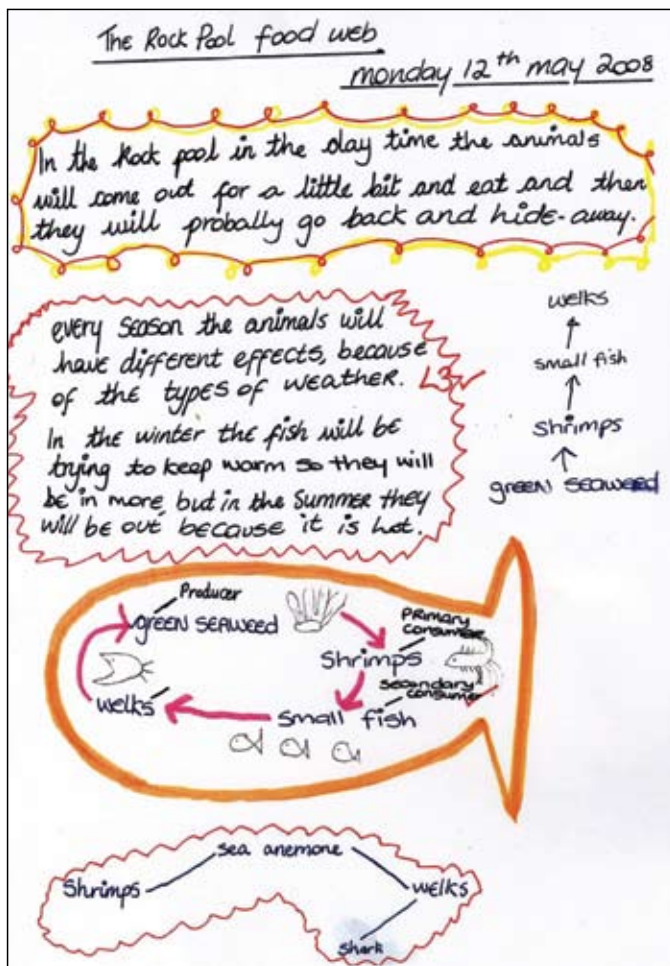 The Rock Pool food web
monday 12th may 2008
In the Rock pool in the day time the animals
will come out for a little bit and eat and then
they will probally go back and hide-away.
every season the animals will
have different effects, because
of the types of weather.
L3
In the winter the fish will be
trying to keep warm so they will
be in more, but in the summer they
will be out, because it is hot.
welks
small fish
Shrimps
green SEAWEED
Producer
green SEAWEED
PRIMARY
consumer
Shrimps
Secondary
consumer
Small fish
welks
sea anemone
Shrimps
welks
Shark